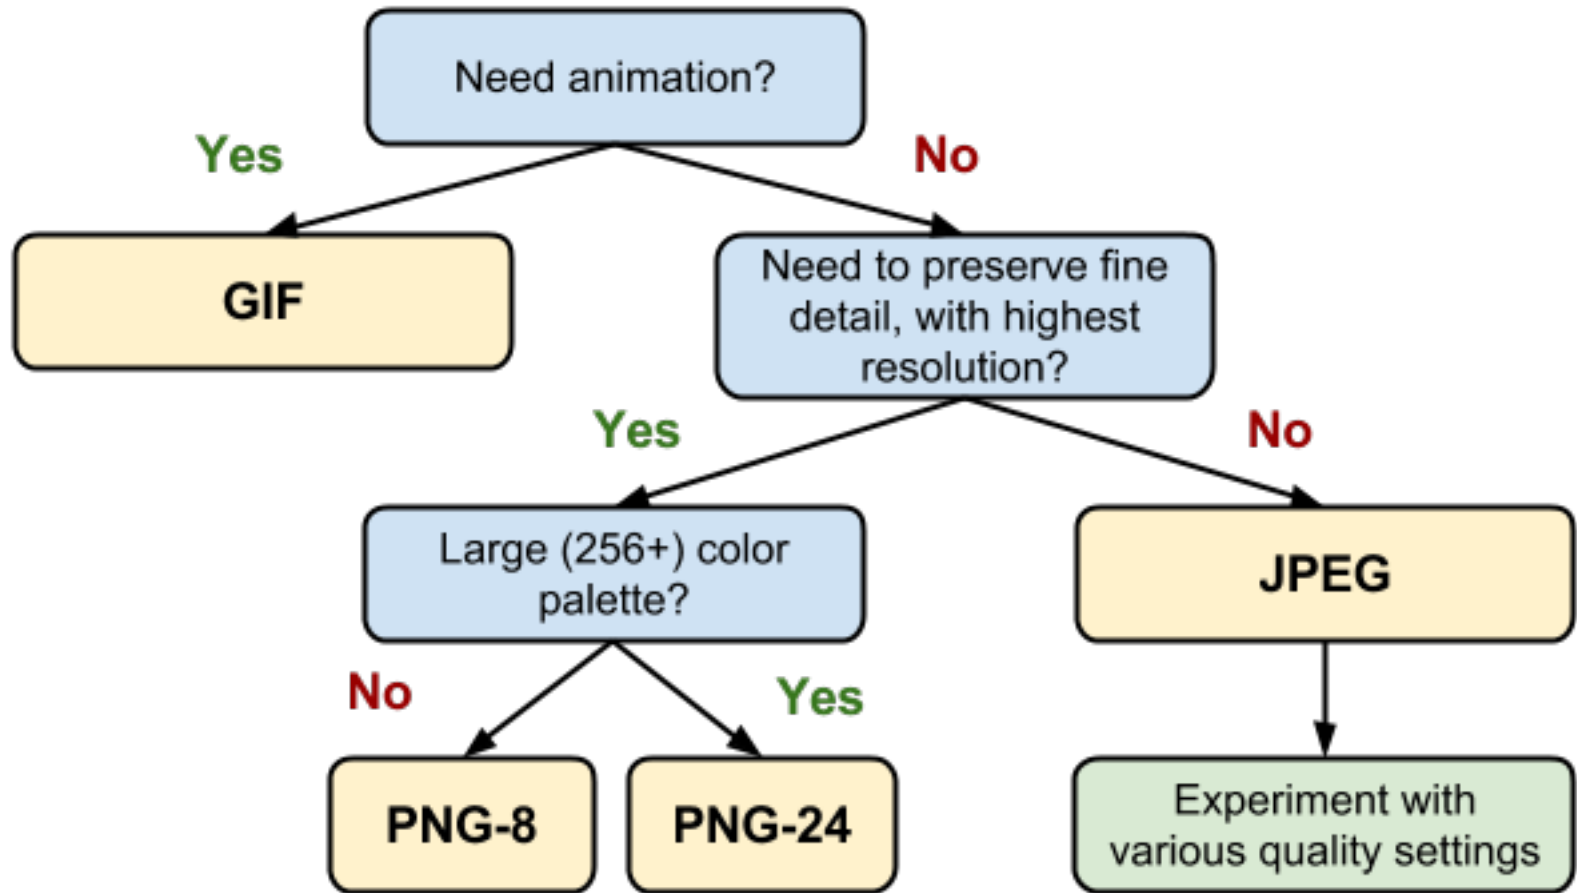 Need animation?
Yes
No
GIF
Need to preserve fine
detail, with highest
resolution?
Yes
No
Large (256+) color
palette?
JPEG
No
Yes
PNG-8
PNG-24
Experiment with
various quality settings